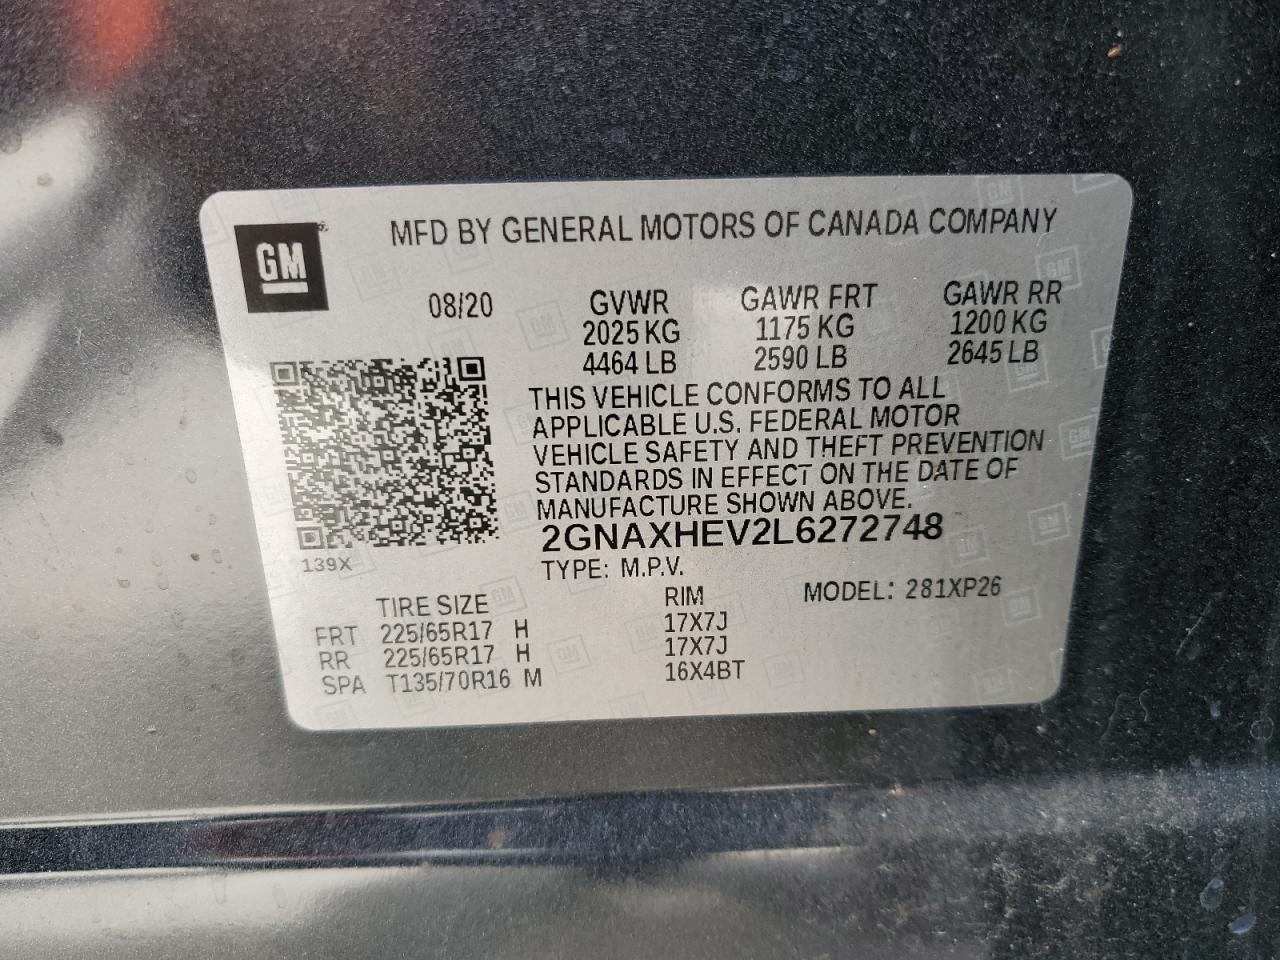 GM
MFD BY GENERAL MOTORS OF CANADA COMPANY
08/20 GVWR GAWR FRT GAWR RR
2025 KG 1175 KG 1200 KG
4464 LB 2590 LB 2645 LB
THIS VEHICLE CONFORMS TO ALL
APPLICABLE U.S. FEDERAL MOTOR
VEHICLE SAFETY AND THEFT PREVENTION
STANDARDS IN EFFECT ON THE DATE OF
MANUFACTURE SHOWN ABOVE.
2GNAXHEV2L6272748
139X
TYPE: M.P.V.
TIRE SIZE RIM MODEL: 281XP26
FRT 225/65R17 H 17X7J
RR 225/65R17 H 17X7J
SPA T135/70R16 M 16X4BT